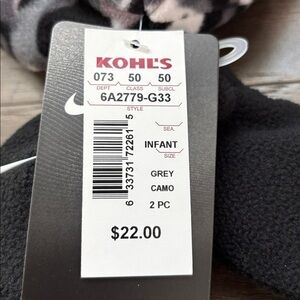 KOHL'S
073 50 50
DEPT CLASS SUBCL
6A2779-G33
STYLE
SEA.
INFANT
SIZE
GREY
CAMO
2 PC
6 33731 72261 5
$22.00